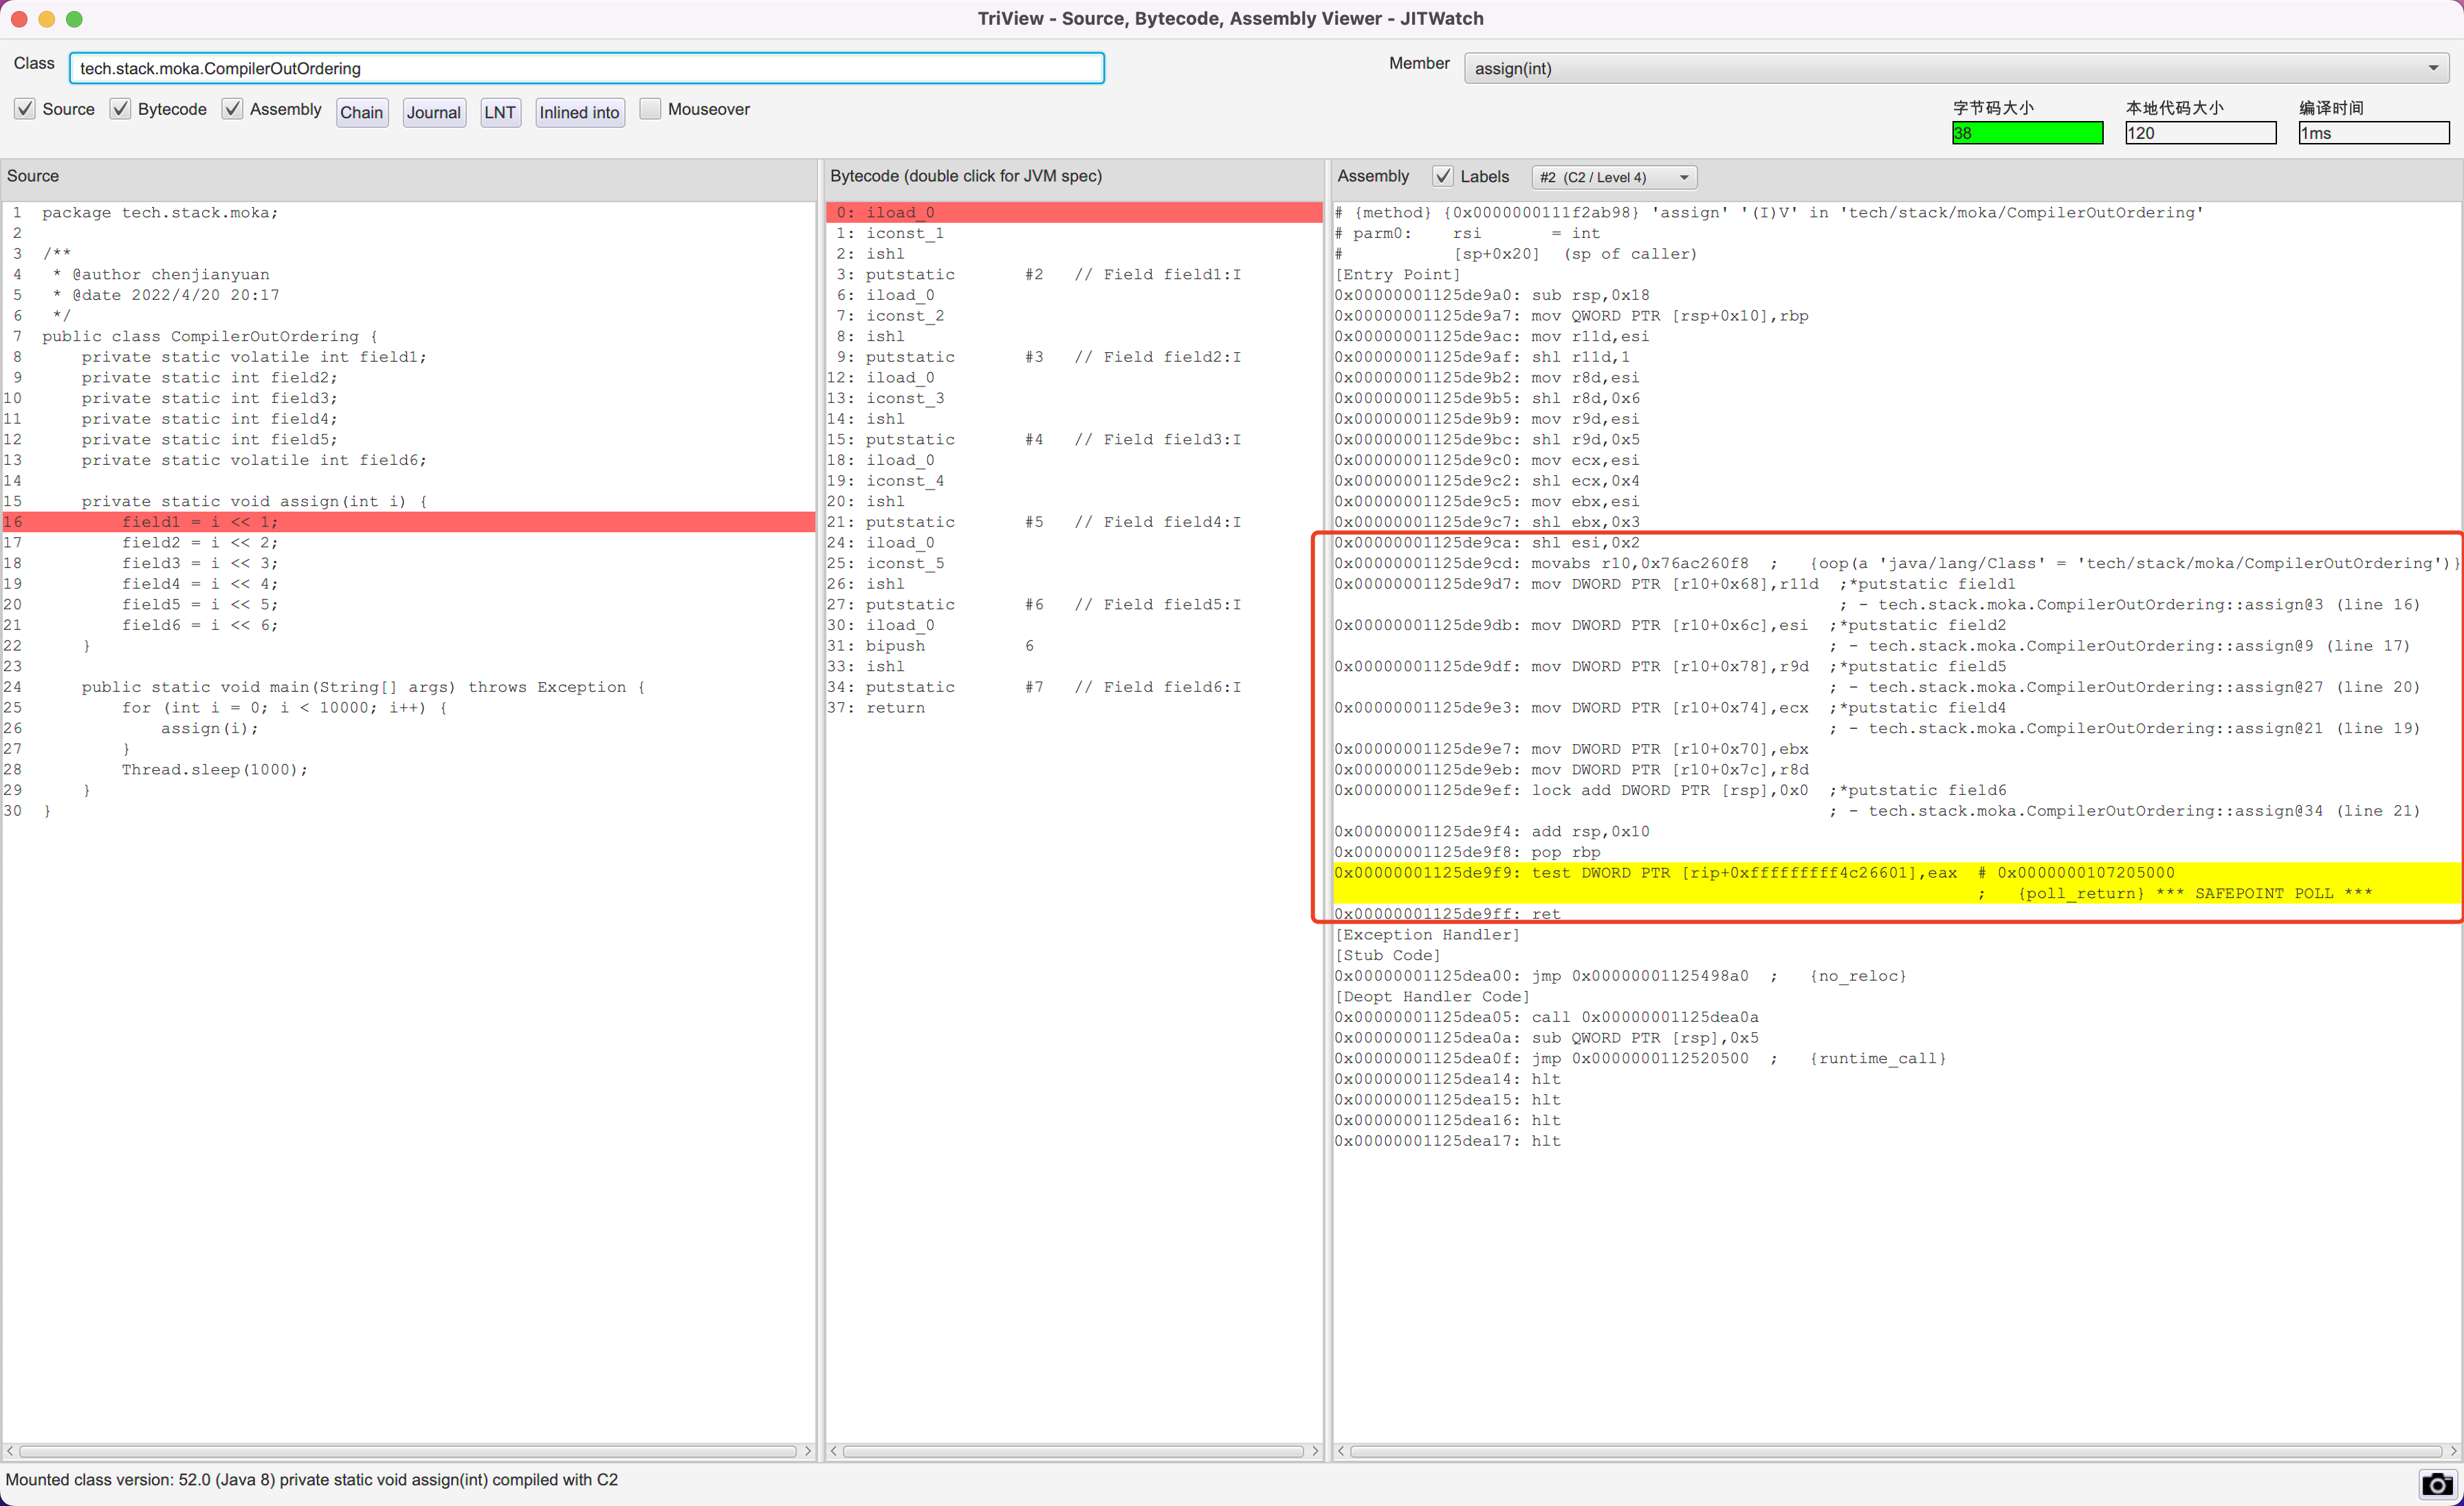 TriView - Source, Bytecode, Assembly Viewer - JITWatch
Class tech.stack.moka.CompilerOutOrdering
Member assign(int)
Source Bytecode Assembly Chain Journal LNT Inlined into Mouseover
字节码大小 本地代码大小 编译时间
38 120 1ms
Source
1 package tech.stack.moka;
2
3 /**
4 * @author chenjianyuan
5 * @date 2022/4/20 20:17
6 */
7 public class CompilerOutOrdering {
8 private static volatile int field1;
9 private static int field2;
10 private static int field3;
11 private static int field4;
12 private static int field5;
13 private static volatile int field6;
14
15 private static void assign(int i) {
16 field1 = i << 1;
17 field2 = i << 2;
18 field3 = i << 3;
19 field4 = i << 4;
20 field5 = i << 5;
21 field6 = i << 6;
22 }
23
24 public static void main(String[] args) throws Exception {
25 for (int i = 0; i < 10000; i++) {
26 assign(i);
27 }
28 Thread.sleep(1000);
29 }
30 }
Bytecode (double click for JVM spec)
0: iload_0
1: iconst_1
2: ishl
3: putstatic #2 // Field field1:I
6: iload_0
7: iconst_2
8: ishl
9: putstatic #3 // Field field2:I
12: iload_0
13: iconst_3
14: ishl
15: putstatic #4 // Field field3:I
18: iload_0
19: iconst_4
20: ishl
21: putstatic #5 // Field field4:I
24: iload_0
25: iconst_5
26: ishl
27: putstatic #6 // Field field5:I
30: iload_0
31: bipush 6
33: ishl
34: putstatic #7 // Field field6:I
37: return
Assembly Labels #2 (C2 / Level 4)
# {method} {0x0000000111f2ab98} 'assign' '(I)V' in 'tech/stack/moka/CompilerOutOrdering'
# parm0: rsi = int
# [sp+0x20] (sp of caller)
[Entry Point]
0x00000001125de9a0: sub rsp,0x18
0x00000001125de9a7: mov QWORD PTR [rsp+0x10],rbp
0x00000001125de9ac: mov r11d,esi
0x00000001125de9af: shl r11d,1
0x00000001125de9b2: mov r8d,esi
0x00000001125de9b5: shl r8d,0x6
0x00000001125de9b9: mov r9d,esi
0x00000001125de9bc: shl r9d,0x5
0x00000001125de9c0: mov ecx,esi
0x00000001125de9c2: shl ecx,0x4
0x00000001125de9c5: mov ebx,esi
0x00000001125de9c7: shl ebx,0x3
0x00000001125de9ca: shl esi,0x2
0x00000001125de9cd: movabs r10,0x76ac260f8 ; {oop(a 'java/lang/Class' = 'tech/stack/moka/CompilerOutOrdering')}
0x00000001125de9d7: mov DWORD PTR [r10+0x68],r11d ;*putstatic field1
; - tech.stack.moka.CompilerOutOrdering::assign@3 (line 16)
0x00000001125de9db: mov DWORD PTR [r10+0x6c],esi ;*putstatic field2
; - tech.stack.moka.CompilerOutOrdering::assign@9 (line 17)
0x00000001125de9df: mov DWORD PTR [r10+0x78],r9d ;*putstatic field5
; - tech.stack.moka.CompilerOutOrdering::assign@27 (line 20)
0x00000001125de9e3: mov DWORD PTR [r10+0x74],ecx ;*putstatic field4
; - tech.stack.moka.CompilerOutOrdering::assign@21 (line 19)
0x00000001125de9e7: mov DWORD PTR [r10+0x70],ebx
0x00000001125de9eb: mov DWORD PTR [r10+0x7c],r8d
0x00000001125de9ef: lock add DWORD PTR [rsp],0x0 ;*putstatic field6
; - tech.stack.moka.CompilerOutOrdering::assign@34 (line 21)
0x00000001125de9f4: add rsp,0x10
0x00000001125de9f8: pop rbp
0x00000001125de9f9: test DWORD PTR [rip+0xfffffffff4c26601],eax # 0x0000000107205000
; {poll_return} *** SAFEPOINT POLL ***
0x00000001125de9ff: ret
[Exception Handler]
[Stub Code]
0x00000001125dea00: jmp 0x00000001125498a0 ; {no_reloc}
[Deopt Handler Code]
0x00000001125dea05: call 0x00000001125dea0a
0x00000001125dea0a: sub QWORD PTR [rsp],0x5
0x00000001125dea0f: jmp 0x0000000112520500 ; {runtime_call}
0x00000001125dea14: hlt
0x00000001125dea15: hlt
0x00000001125dea16: hlt
0x00000001125dea17: hlt
Mounted class version: 52.0 (Java 8) private static void assign(int) compiled with C2